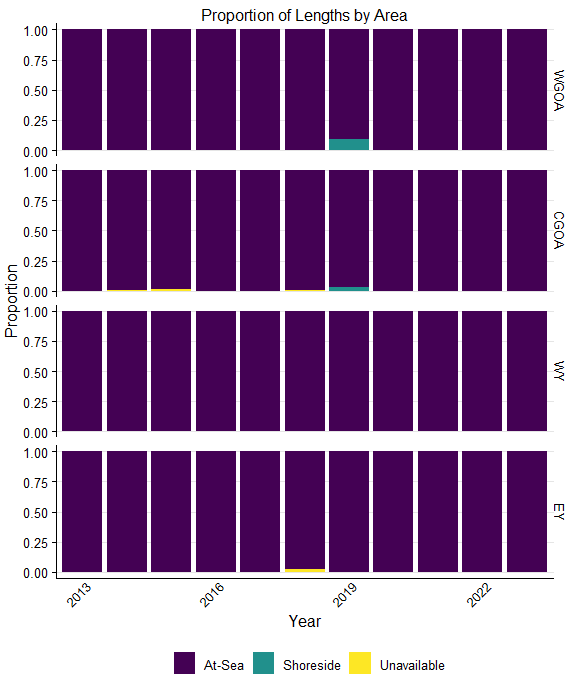 Proportion of Lengths by Area
1.00
0.75
0.50
0.25
0.00
WGOA
1.00
0.75
0.50
0.25
0.00
CGOA
1.00
0.75
0.50
0.25
0.00
WY
1.00
0.75
0.50
0.25
0.00
EY
Proportion
2013 2016 2019 2022
Year
At-Sea Shoreside Unavailable